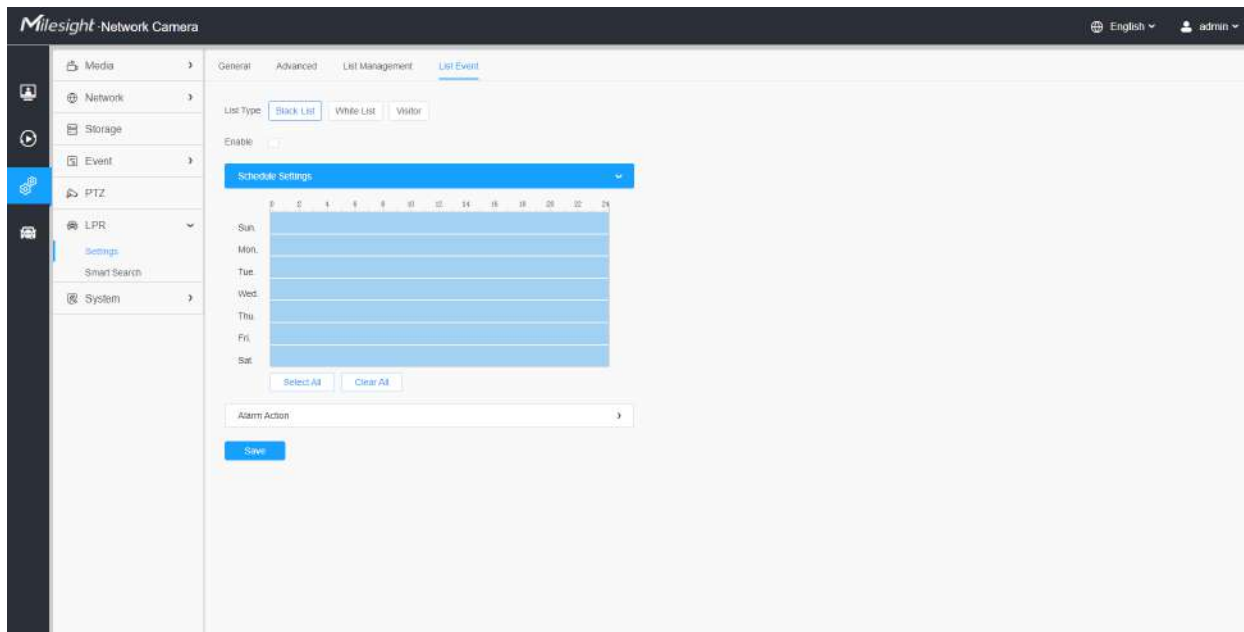 Milesight-Network Camera
English
admin
Media
Network
Storage
Event
PTZ
LPR
Settings
Smart Search
System
General Advanced List Management List Event
List Type Black List White List Visitor
Enable
Schedule Settings
0 2 4 6 8 10 12 14 16 18 20 22 24
Sun.
Mon.
Tue.
Wed.
Thu.
Fri.
Sat.
Select All Clear All
Alarm Action
Save